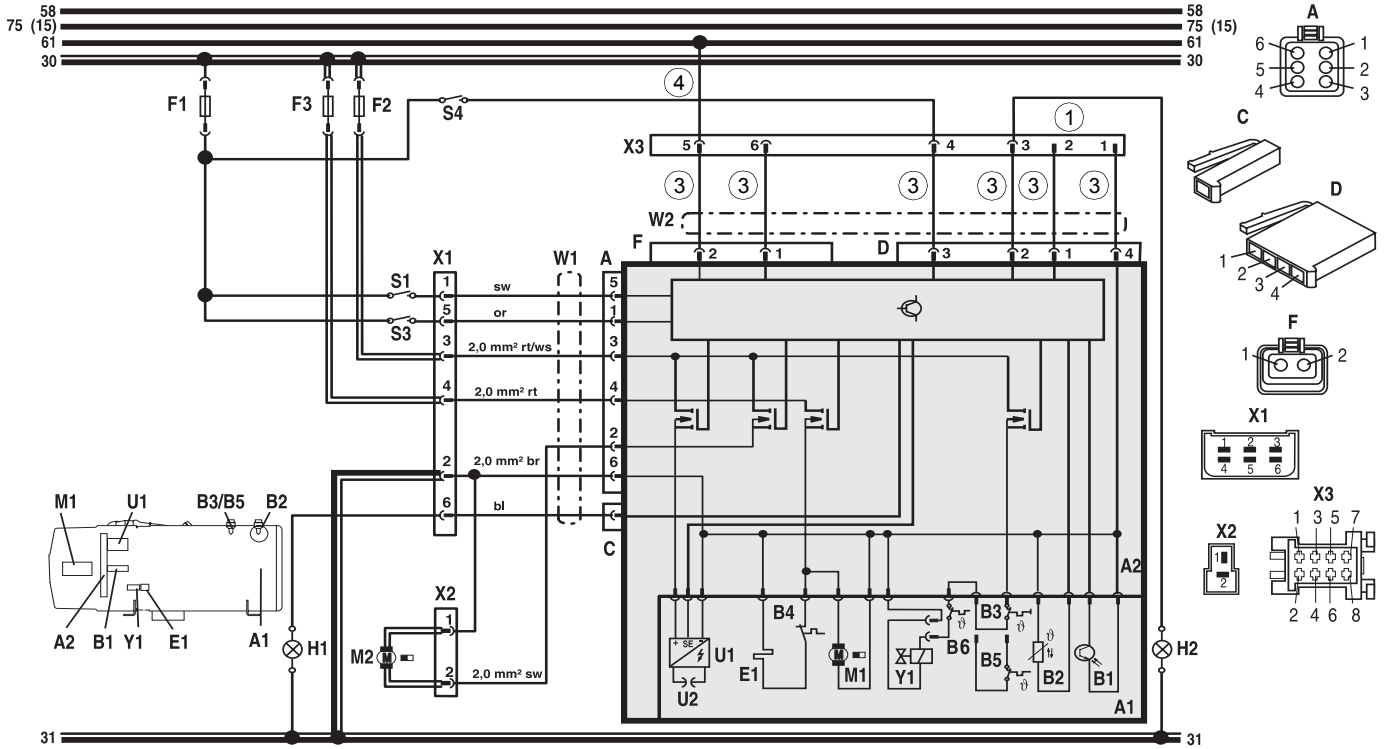 58 58
75 (15) 75 (15)
61 61
30 30
A
6 1
5 2
4 3
F1 F3 F2 S4
4
1
X3 5 6 4 3 2 1
3 3 3 3 3 3
W2
C
D
1
2
3
4
F 2 1 D 3 2 1 4
X1 W1 A
S1 1 sw 5
S3 5 or 1
3 2,0 mm² rt/ws 3
4 2,0 mm² rt 4
2
2 2,0 mm² br 6
6 bl
C
F
1 2
X1
1 2 3
4 5 6
X3
1 3 5 7
2 4 6 8
X2
1
2
M1 U1 B3/B5 B2
A2 B1 Y1 E1 A1
H1
X2
1
M2 M
2 2,0 mm² sw
A2
+ SE -
U1
U2
B4
E1
M
M1
Y1
B6
B3
ϑ
B5
ϑ
ϑ
B2
B1
A1
H2
31 31